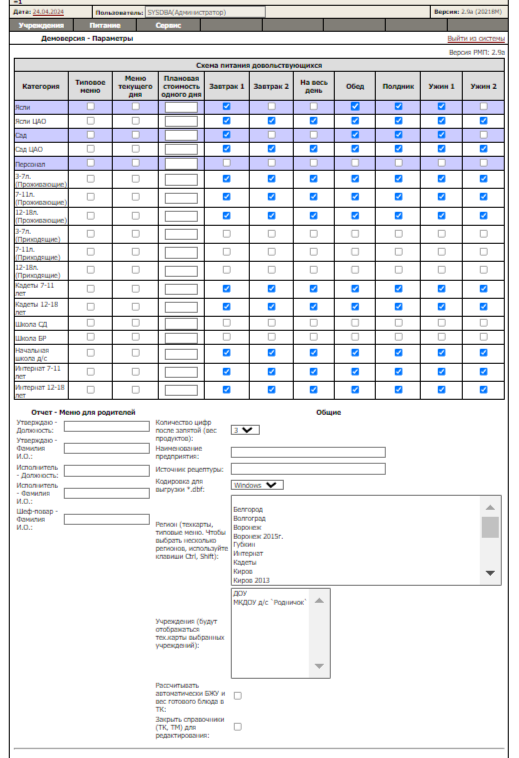 =1
Дата: 24.04.2024 Пользователь: SYSDBA(Администратор) Версия: 2.9a (2021ВМ)
Учреждения Питание Сервис
Демоверсия - Параметры Выйти из системы
Версия РМП: 2.9a
Схема питания довольствующихся
Категория Типовое меню Меню текущего дня Плановая стоимость одного дня Завтрак 1 Завтрак 2 На весь день Обед Полдник Ужин 1 Ужин 2
Ясли
Ясли ЦАО
Сад
Сад ЦАО
Персонал
3-7л. (Проживающие)
7-11л. (Проживающие)
12-18л. (Проживающие)
3-7л. (Приходящие)
7-11л. (Приходящие)
12-18л. (Приходящие)
Кадеты 7-11 лет
Кадеты 12-18 лет
Школа СД
Школа БР
Начальная школа д/с
Интернат 7-11 лет
Интернат 12-18 лет
Отчет - Меню для родителей
Утверждаю - Должность:
Утверждаю - Фамилия И.О.:
Исполнитель - Должность:
Исполнитель - Фамилия И.О.:
Шеф-повар - Фамилия И.О.:
Общие
Количество цифр после запятой (вес продуктов): 3
Наименование предприятия:
Источник рецептуры:
Кодировка для выгрузки *.dbf: Windows
Регион (техкарты, типовые меню. Чтобы выбрать несколько регионов, используйте клавиши Ctrl, Shift):
Белгород
Волгоград
Воронеж
Воронеж 2015г.
Губкин
Интернат
Кадеты
Киров
Киров 2013
Учреждения (будут отображаться тех.карты выбранных учреждений):
ДОУ
МКДОУ д/с `Родничок`
Рассчитывать автоматически БЖУ и вес готового блюда в ТК:
Закрыть справочники (ТК, ТМ) для редактирования: